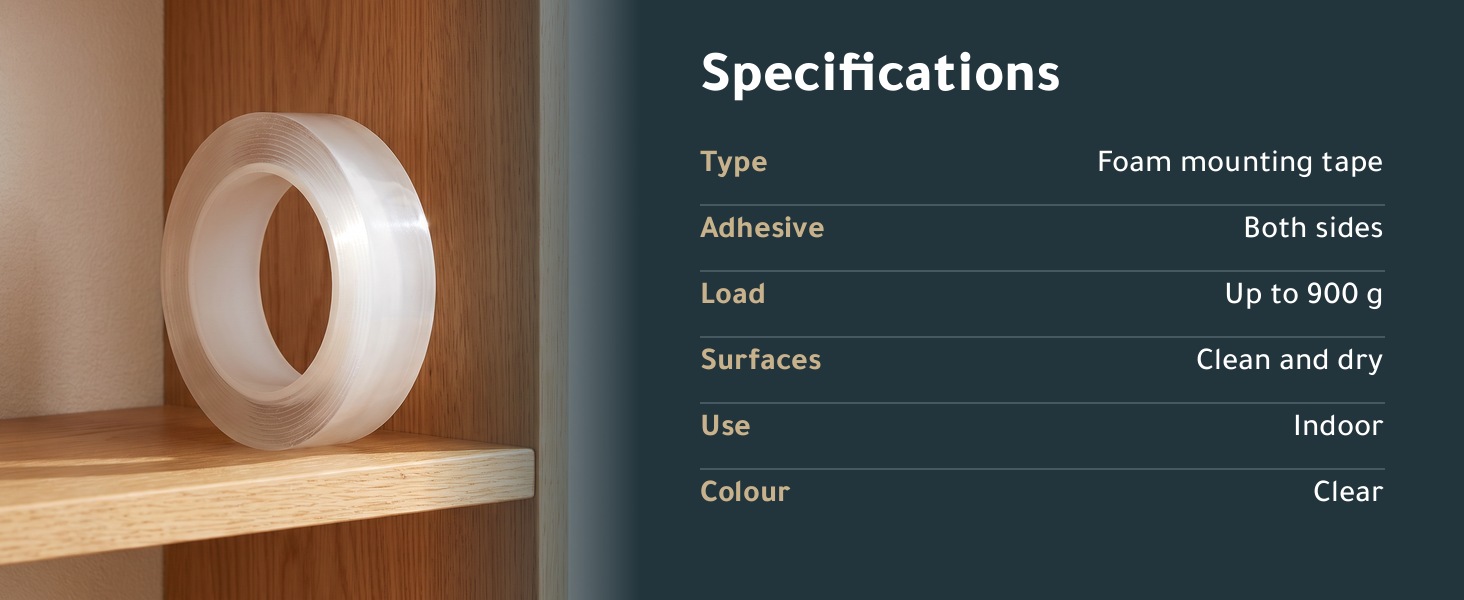 Specifications
Type Foam mounting tape
Adhesive Both sides
Load Up to 900 g
Surfaces Clean and dry
Use Indoor
Colour Clear